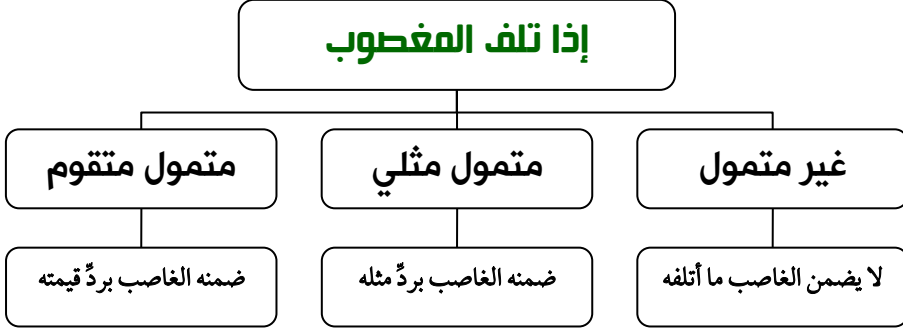 إذا تلف المغصوب
غير متمول
متمول مثلي
متمول متقوم
لا يضمن الغاصب ما أتلفه
ضمنه الغاصب بردِّ مثله
ضمنه الغاصب بردِّ قيمته